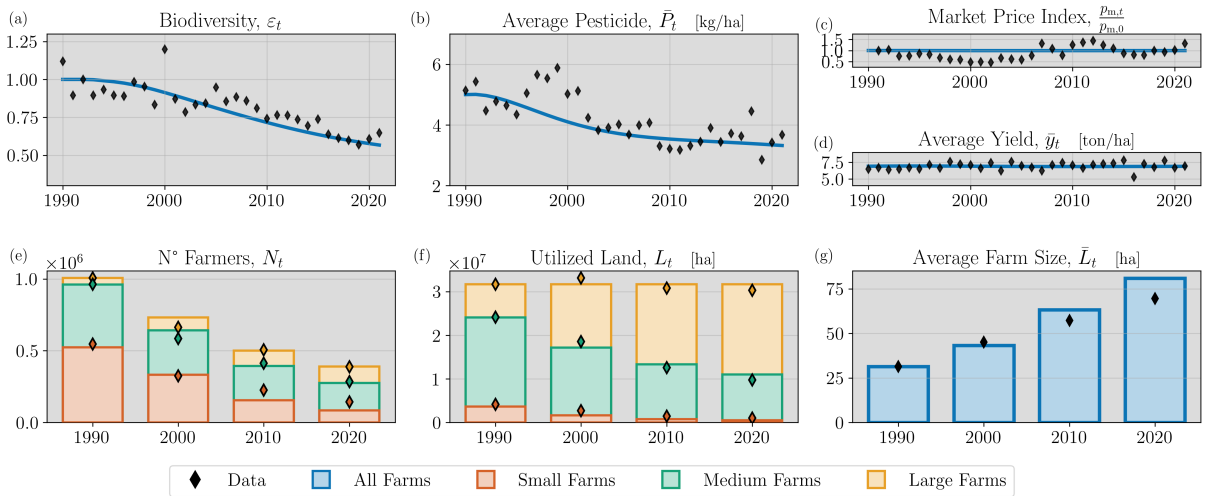 (a) Biodiversity, εₜ
1.25
1.00
0.75
0.50
1990 2000 2010 2020
(b) Average Pesticide, P̄ₜ [kg/ha]
6
4
2
1990 2000 2010 2020
(c) Market Price Index, pₘ,ₜ / pₘ,₀
1.5
1.0
0.5
1990 2000 2010 2020
(d) Average Yield, ȳₜ [ton/ha]
7.5
5.0
1990 2000 2010 2020
(e) N° Farmers, Nₜ
×10⁶
1.0
0.5
0.0
1990 2000 2010 2020
(f) Utilized Land, Lₜ [ha]
×10⁷
3
2
1
0
1990 2000 2010 2020
(g) Average Farm Size, L̄ₜ [ha]
75
50
25
0
1990 2000 2010 2020
Data All Farms Small Farms Medium Farms Large Farms